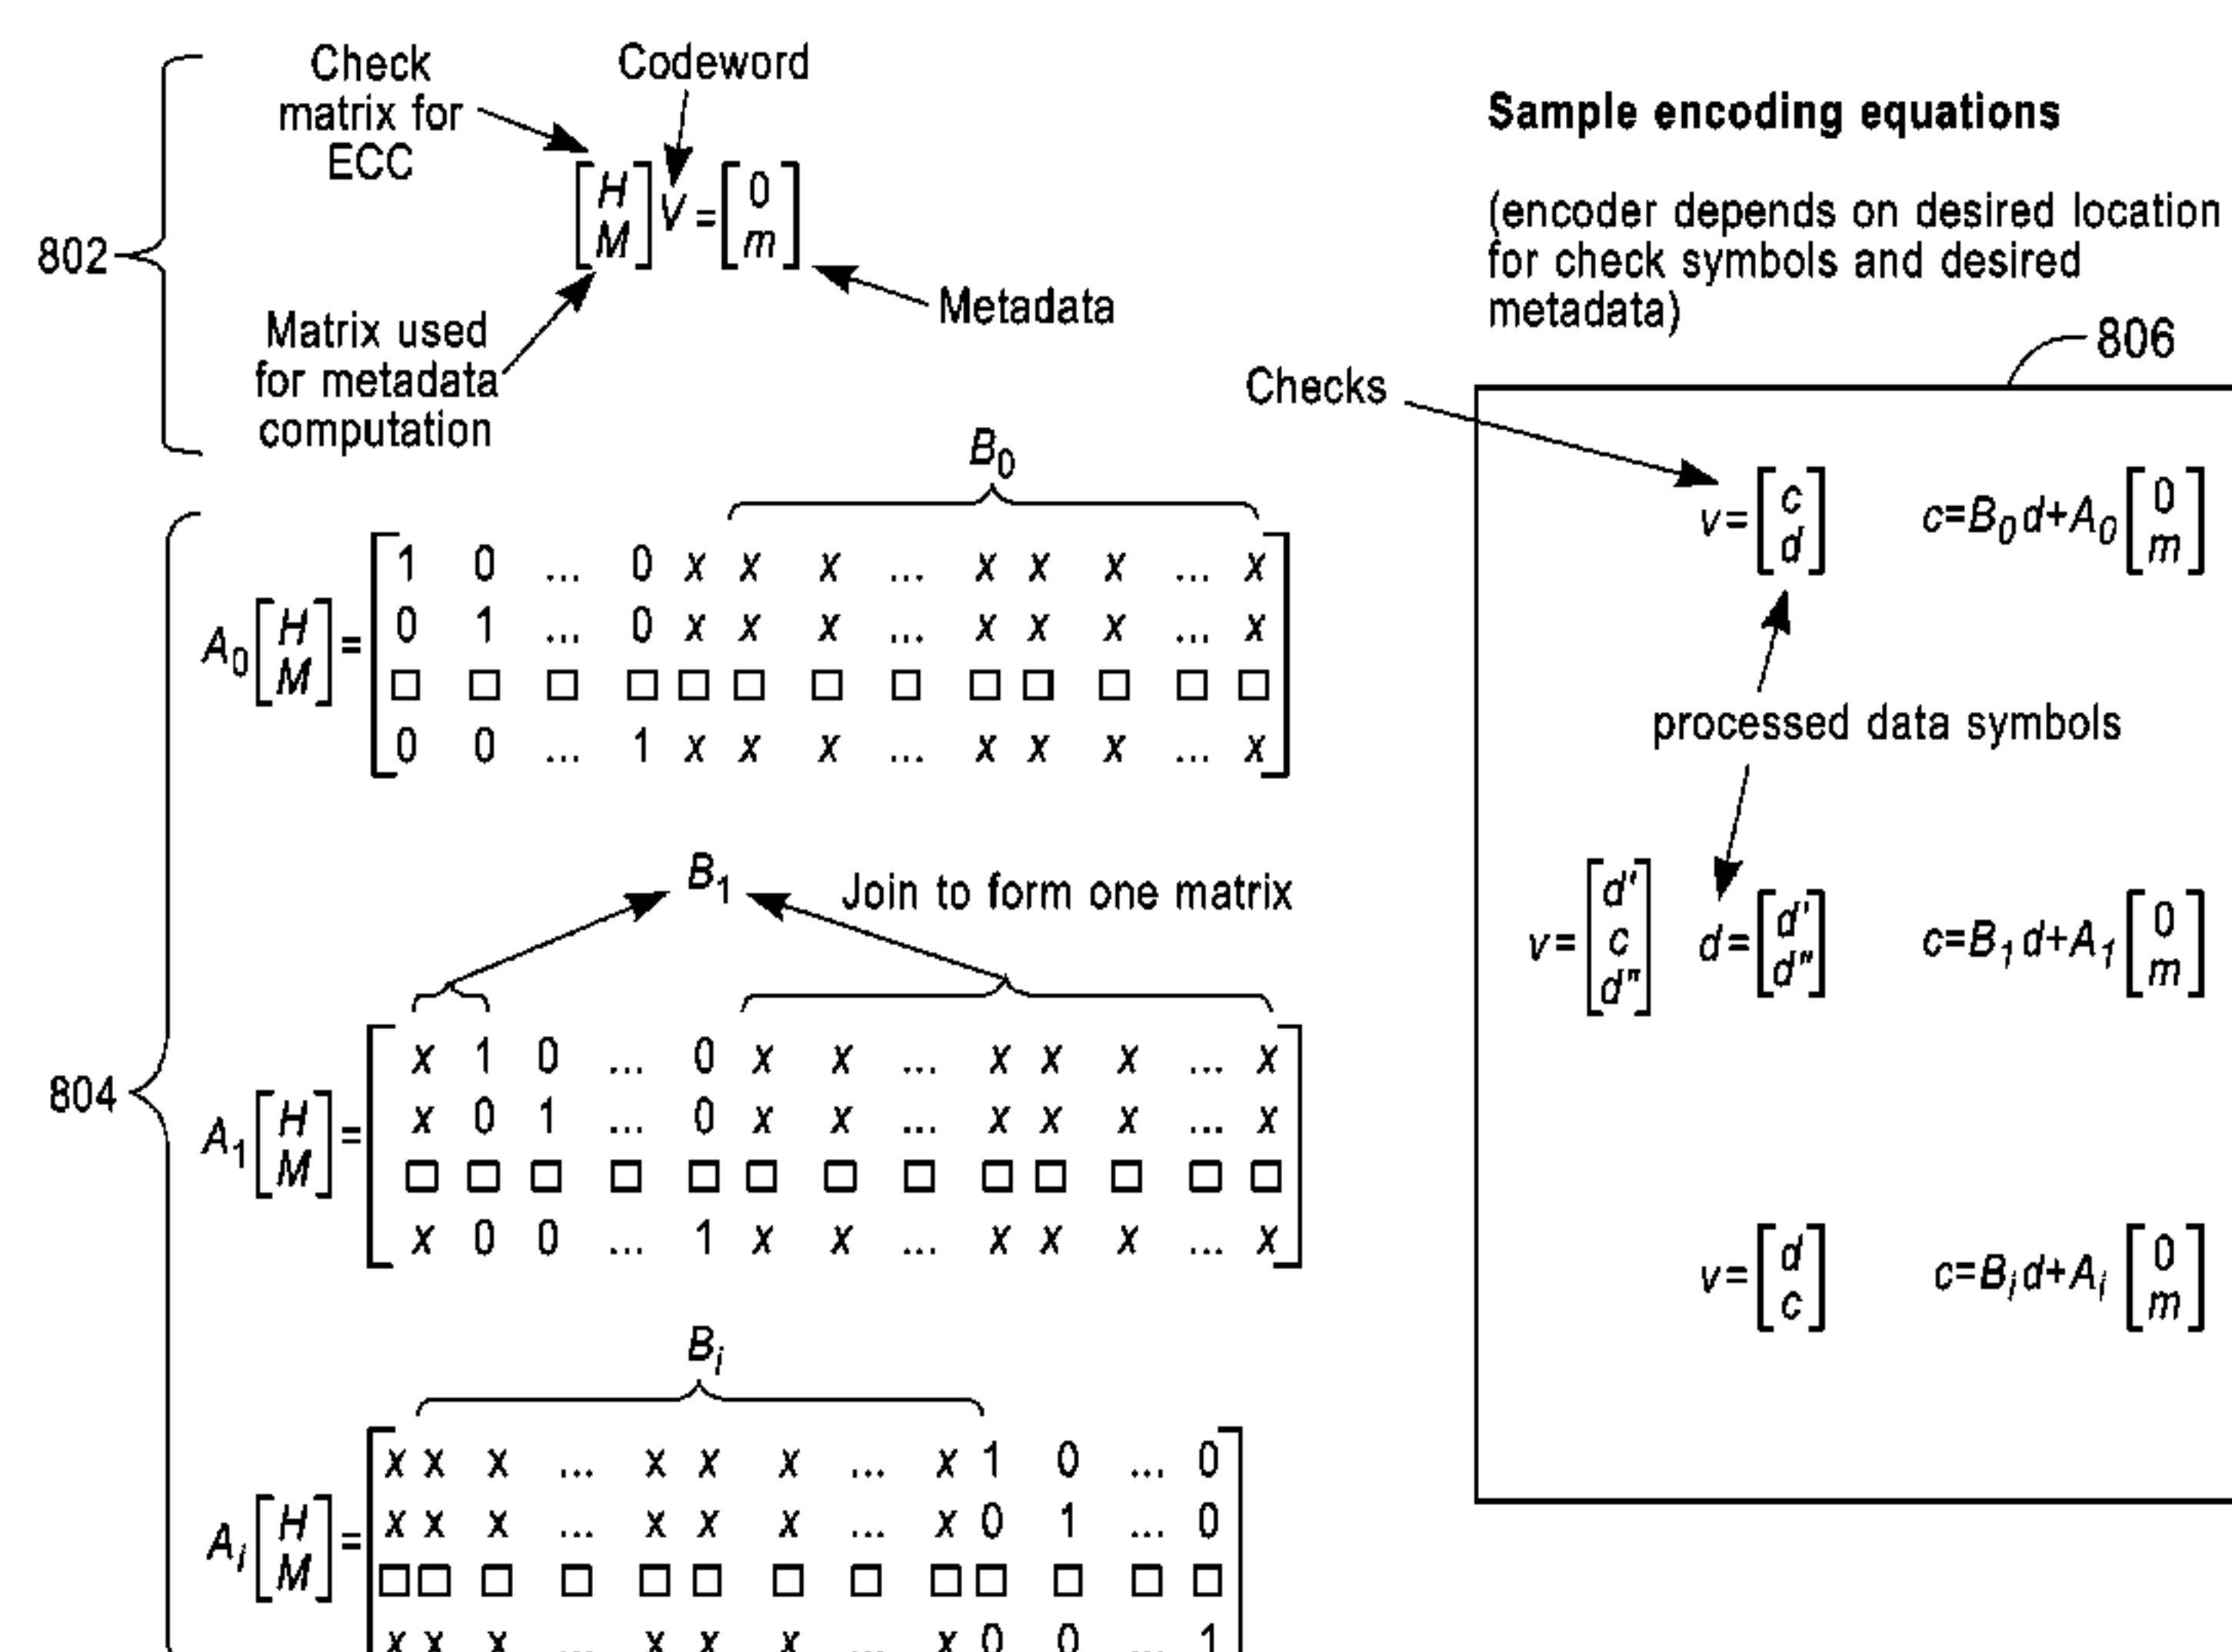 Check
matrix for
ECC
Codeword
[H M] V = [0 m]
802
Matrix used
for metadata
computation
Metadata
Sample encoding equations
(encoder depends on desired location
for check symbols and desired
metadata)
806
Checks
B0
804
A0 [H M] =
1 0 ... 0 x x x ... x x x ... x
0 1 ... 0 x x x ... x x x ... x
□ □ □ □ □ □ □ □ □ □ □ □ □
0 0 ... 1 x x x ... x x x ... x
B1
Join to form one matrix
A1 [H M] =
x 1 0 ... 0 x x ... x x x ... x
x 0 1 ... 0 x x ... x x x ... x
□ □ □ □ □ □ □ □ □ □ □ □ □
x 0 0 ... 1 x x ... x x x ... x
Bi
Ai [H M] =
x x x ... x x x ... x 1 0 ... 0
x x x ... x x x ... x 0 1 ... 0
□ □ □ □ □ □ □ □ □ □ □ □ □
x x x ... x x x ... x 0 0 ... 1
v = [c d] c=B0 d+A0 [0 m]
processed data symbols
v = [d' c d"] d = [d' d"] c=B1 d+A1 [0 m]
v = [d c] c=Bi d+Ai [0 m]